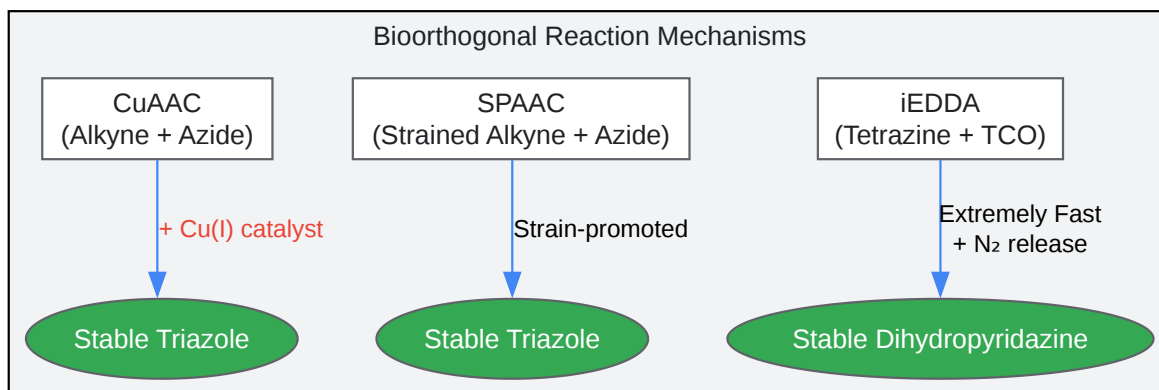 Bioorthogonal Reaction Mechanisms
CuAAC
(Alkyne + Azide)
SPAAC
(Strained Alkyne + Azide)
iEDDA
(Tetrazine + TCO)
+ Cu(I) catalyst
Strain-promoted
Extremely Fast
+ N₂ release
Stable Triazole
Stable Triazole
Stable Dihydropyridazine